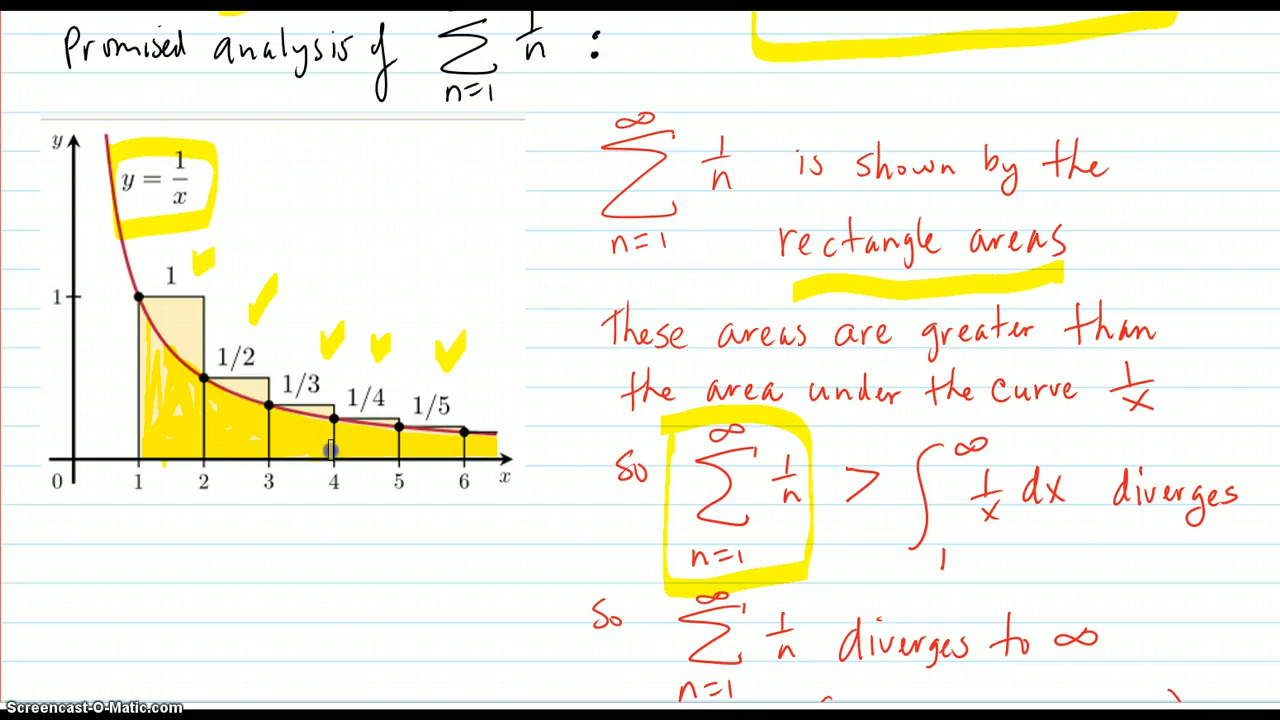 Promised analysis of ∑ 1/n :
n=1
y
y = 1/x
1
1
1/2
1/3
1/4
1/5
0 1 2 3 4 5 6 x
∞
∑ 1/n is shown by the
n=1
rectangle areas
These areas are greater than
the area under the curve 1/x
So ∑_{n=1}^{∞} 1/n > ∫_{1}^{∞} 1/x dx diverges
So ∑_{n=1}^{∞} 1/n diverges to ∞
Screencast-O-Matic.com